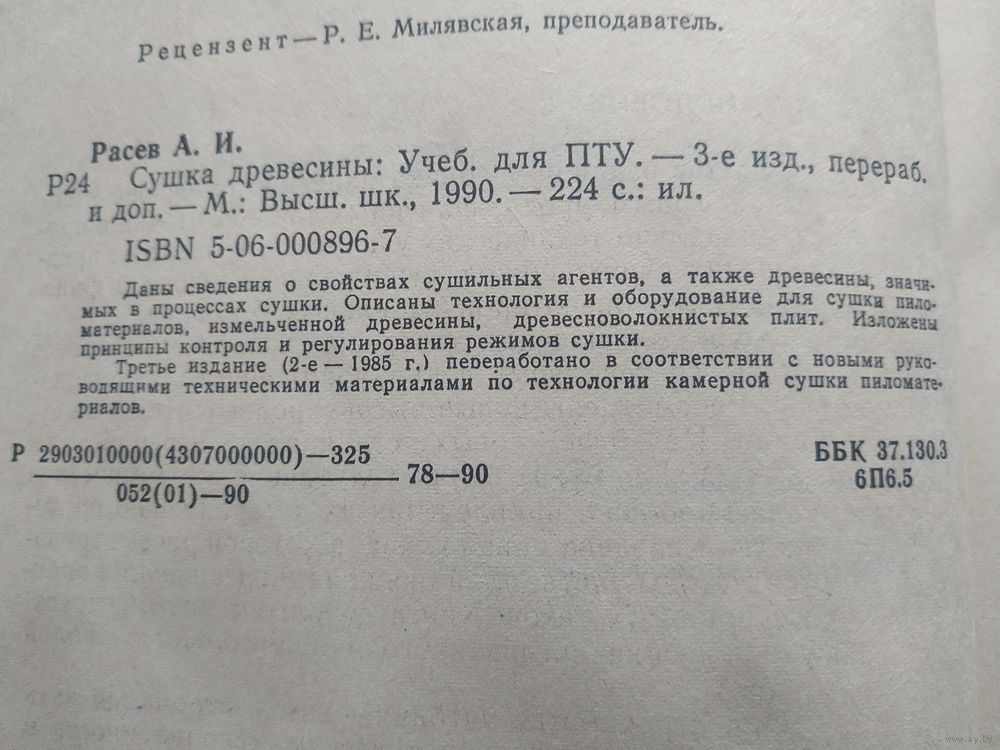 Рецензент — Р. Е. Милявская, преподаватель.
Расев А. И.
Р24 Сушка древесины: Учеб. для ПТУ. — 3-е изд., перераб.
и доп. — М.: Высш. шк., 1990. — 224 с.: ил.
ISBN 5-06-000896-7
Даны сведения о свойствах сушильных агентов, а также древесины, значи-
мых в процессах сушки. Описаны технология и оборудование для сушки пило-
материалов, измельченной древесины, древесноволокнистых плит. Изложены
принципы контроля и регулирования режимов сушки.
Третье издание (2-е — 1985 г.) переработано в соответствии с новыми руко-
водящими техническими материалами по технологии камерной сушки пиломате-
риалов.
Р 2903010000(4307000000)—325
052(01)—90
78—90
ББК 37.130.3
6П6.5
www.ay.by